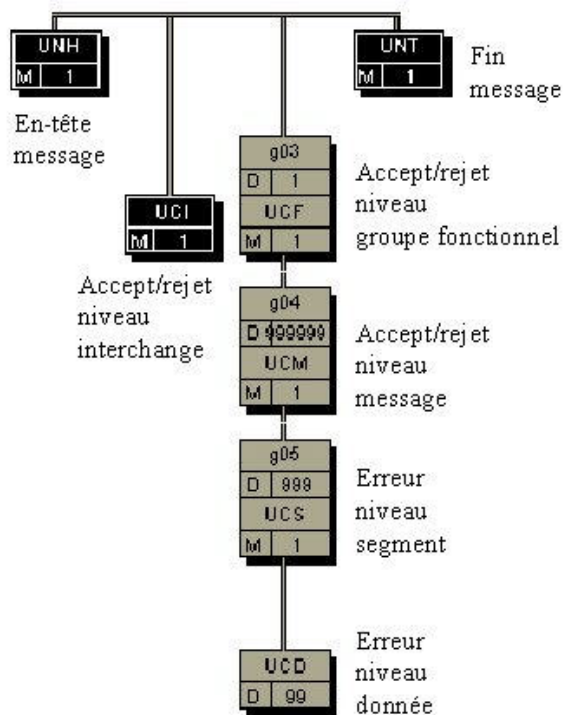 UNH
M 1
En-tête
message
UCI
M 1
Accept/rejet
niveau
interchange
UNT
M 1
Fin
message
g03
D 1
UCF
M 1
Accept/rejet
niveau
groupe fonctionnel
g04
D 999999
UCM
M 1
Accept/rejet
niveau
message
g05
D 999
UCS
M 1
Erreur
niveau
segment
UCD
D 99
Erreur
niveau
donnée